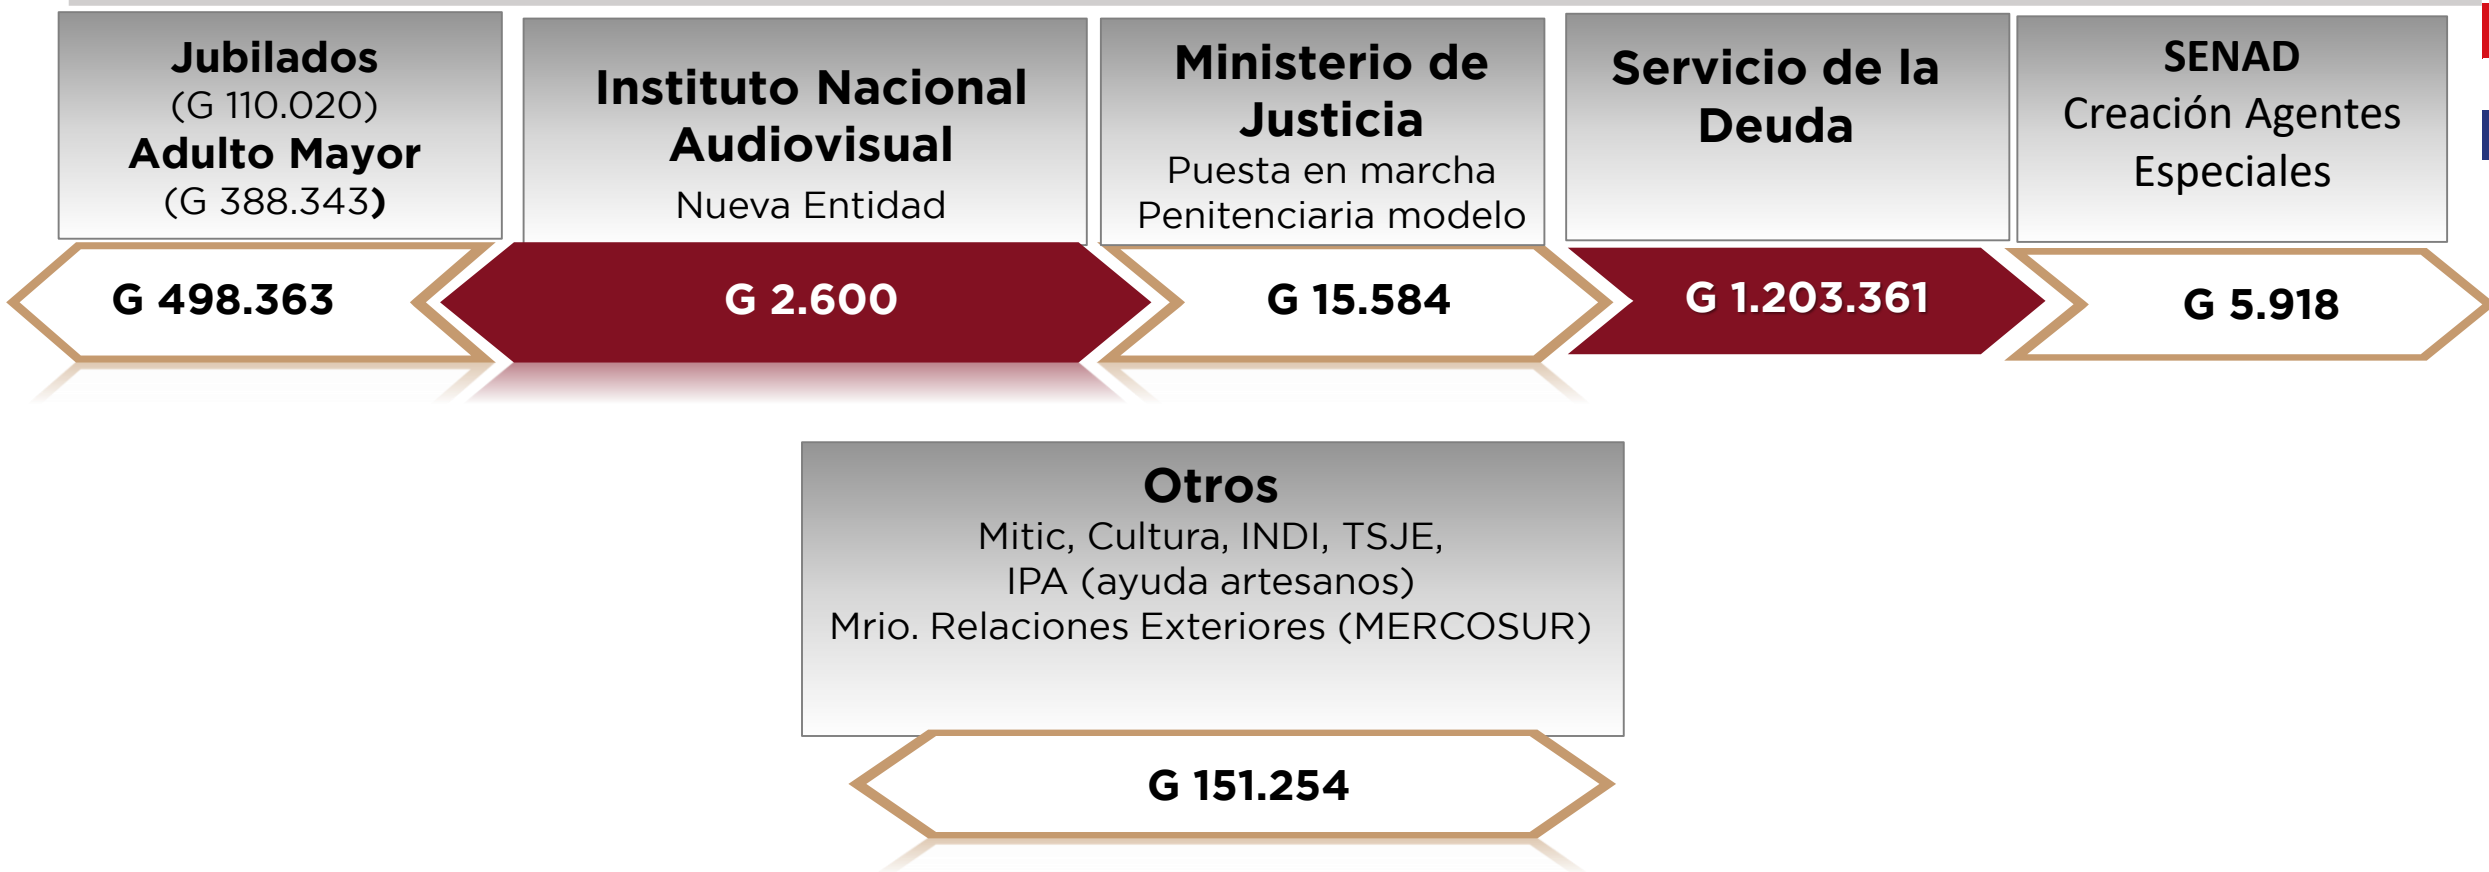 Jubilados
(G 110.020)
Adulto Mayor
(G 388.343)
G 498.363
Instituto Nacional
Audiovisual
Nueva Entidad
G 2.600
Ministerio de
Justicia
Puesta en marcha
Penitenciaria modelo
G 15.584
Servicio de la
Deuda
G 1.203.361
SENAD
Creación Agentes
Especiales
G 5.918
Otros
Mitic, Cultura, INDI, TSJE,
IPA (ayuda artesanos)
Mrio. Relaciones Exteriores (MERCOSUR)
G 151.254